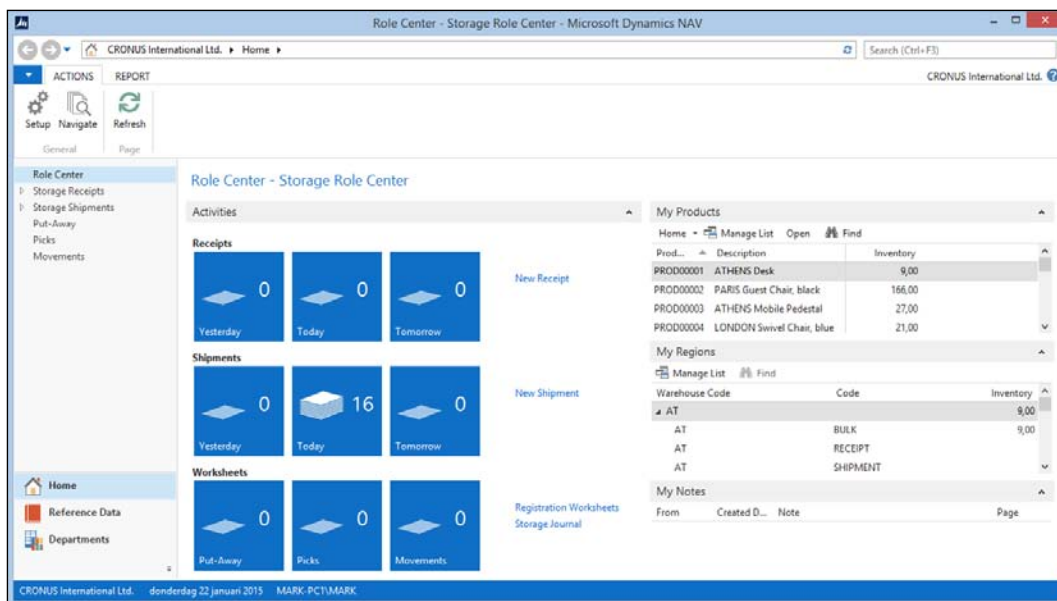 Role Center - Storage Role Center - Microsoft Dynamics NAV
CRONUS International Ltd. Home
Search (Ctrl+F3)
ACTIONS REPORT
CRONUS International Ltd.
Setup Navigate Refresh
General Page
Role Center
Storage Receipts
Storage Shipments
Put-Away
Picks
Movements
Home
Reference Data
Departments
Role Center - Storage Role Center
Activities
Receipts
0 0 0
Yesterday Today Tomorrow
New Receipt
Shipments
0 16 0
Yesterday Today Tomorrow
New Shipment
Worksheets
0 0 0
Put-Away Picks Movements
Registration Worksheets
Storage Journal
My Products
Home Manage List Open Find
Prod... Description Inventory
PROD00001 ATHENS Desk 9,00
PROD00002 PARIS Guest Chair, black 166,00
PROD00003 ATHENS Mobile Pedestal 27,00
PROD00004 LONDON Swivel Chair, blue 21,00
My Regions
Manage List Find
Warehouse Code Code Inventory
AT 9,00
AT BULK 9,00
AT RECEIPT
AT SHIPMENT
My Notes
From Created D... Note Page
CRONUS International Ltd. donderdag 22 januari 2015 MARK-PC1\MARK